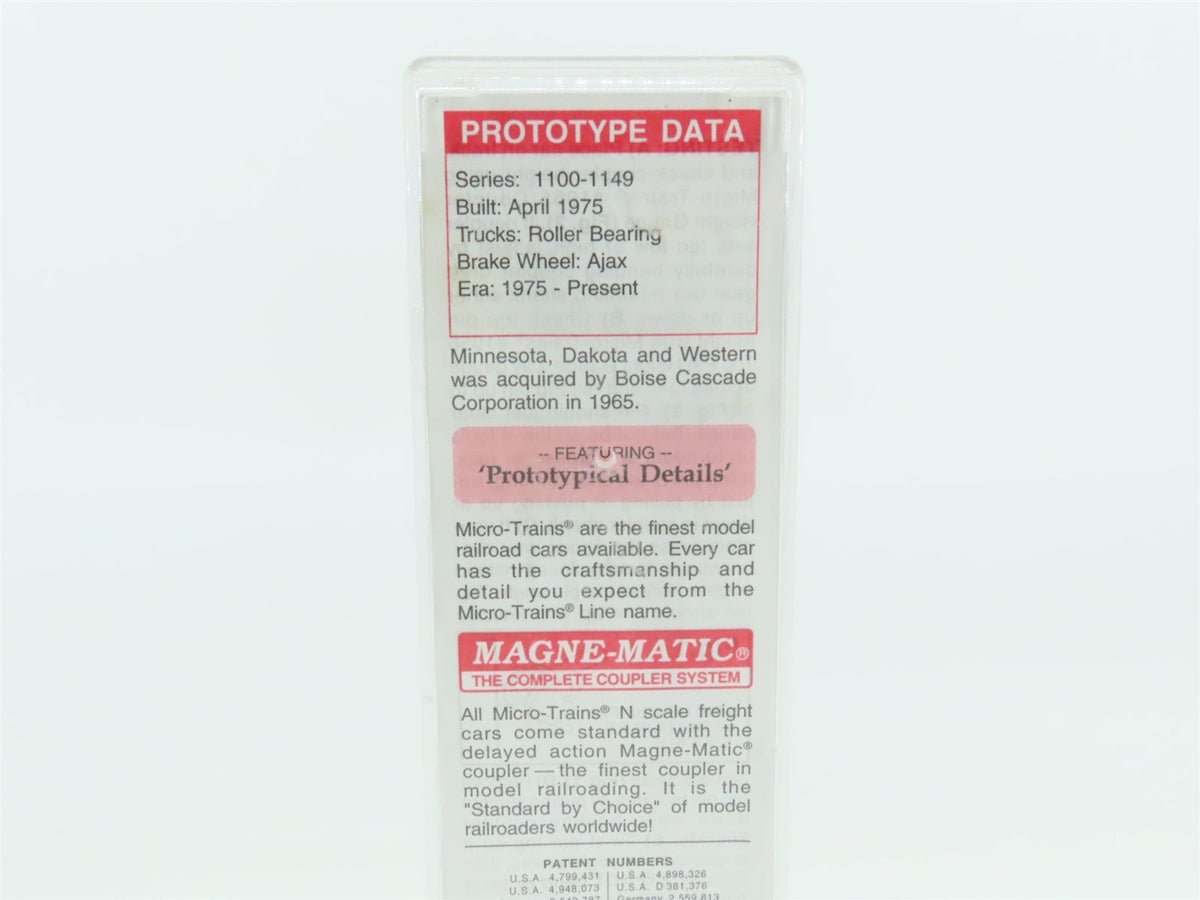 PROTOTYPE DATA
Series: 1100-1149
Built: April 1975
Trucks: Roller Bearing
Brake Wheel: Ajax
Era: 1975 - Present
Minnesota, Dakota and Western
was acquired by Boise Cascade
Corporation in 1965.
-- FEATURING --
'Prototypical Details'
Micro-Trains® are the finest model
railroad cars available. Every car
has the craftsmanship and
detail you expect from the
Micro-Trains® Line name.
MAGNE-MATIC®
THE COMPLETE COUPLER SYSTEM
All Micro-Trains® N scale freight
cars come standard with the
delayed action Magne-Matic®
coupler — the finest coupler in
model railroading. It is the
"Standard by Choice" of model
railroaders worldwide!
PATENT NUMBERS
U.S.A. 4,799,431 U.S.A. 4,898,326
U.S.A. 4,948,073 U.S.A. D 381,376
Germany 2,559,813